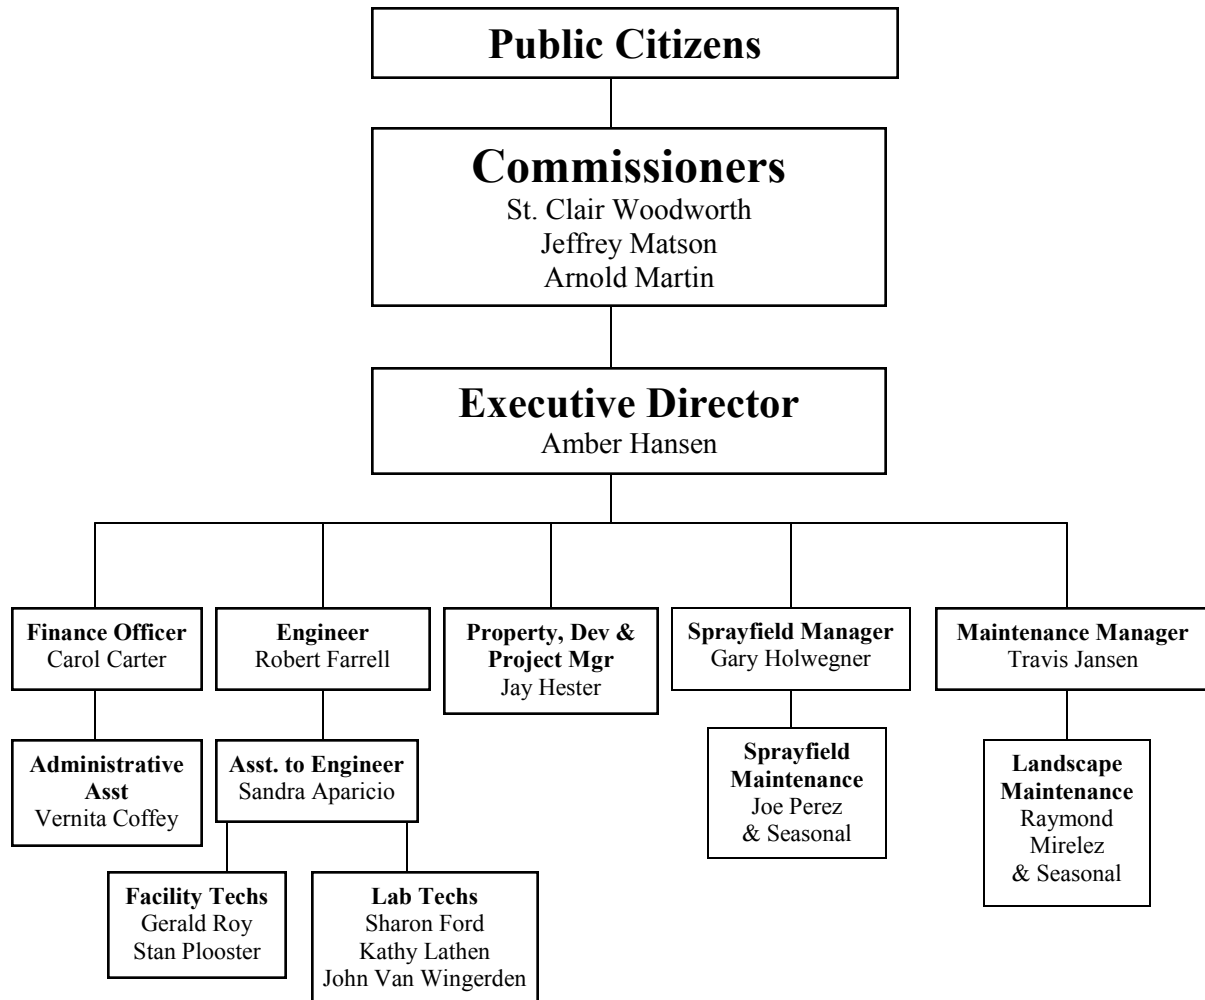 Public Citizens
Commissioners
St. Clair Woodworth
Jeffrey Matson
Arnold Martin
Executive Director
Amber Hansen
Finance Officer
Carol Carter
Engineer
Robert Farrell
Property, Dev &
Project Mgr
Jay Hester
Sprayfield Manager
Gary Holwegner
Maintenance Manager
Travis Jansen
Administrative
Asst
Vernita Coffey
Asst. to Engineer
Sandra Aparicio
Sprayfield
Maintenance
Joe Perez
& Seasonal
Landscape
Maintenance
Raymond
Mirelez
& Seasonal
Facility Techs
Gerald Roy
Stan Plooster
Lab Techs
Sharon Ford
Kathy Lathen
John Van Wingerden